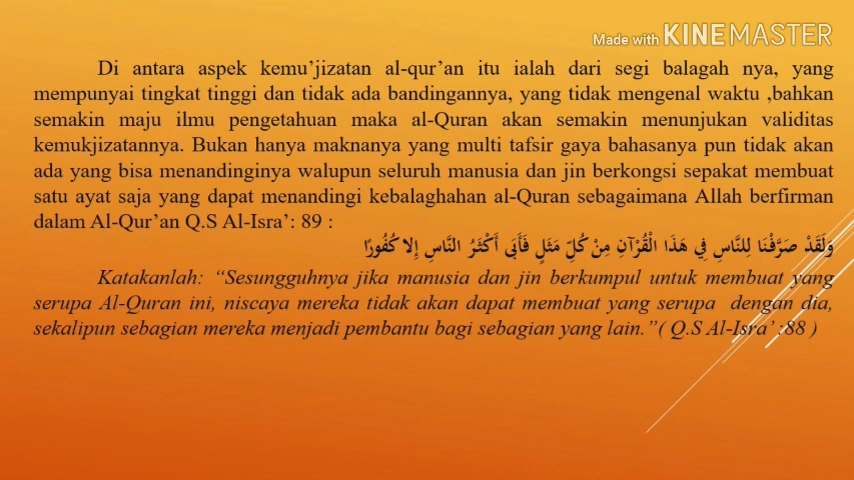 Made with KINEMASTER
Di antara aspek kemu’jizatan al-qur’an itu ialah dari segi balagah nya, yang
mempunyai tingkat tinggi dan tidak ada bandingannya, yang tidak mengenal waktu ,bahkan
semakin maju ilmu pengetahuan maka al-Quran akan semakin menunjukan validitas
kemukjizatannya. Bukan hanya maknanya yang multi tafsir gaya bahasanya pun tidak akan
ada yang bisa menandinginya walupun seluruh manusia dan jin berkongsi sepakat membuat
satu ayat saja yang dapat menandingi kebalaghahan al-Quran sebagaimana Allah berfirman
dalam Al-Qur’an Q.S Al-Isra’: 89 :
وَلَقَدْ صَرَّفْنَا لِلنَّاسِ فِي هَذَا الْقُرْآنِ مِنْ كُلِّ مَثَلٍ فَأَبَى أَكْثَرُ النَّاسِ إِلا كُفُورًا
Katakanlah: “Sesungguhnya jika manusia dan jin berkumpul untuk membuat yang
serupa Al-Quran ini, niscaya mereka tidak akan dapat membuat yang serupa dengan dia,
sekalipun sebagian mereka menjadi pembantu bagi sebagian yang lain.”( Q.S Al-Isra’ :88 )